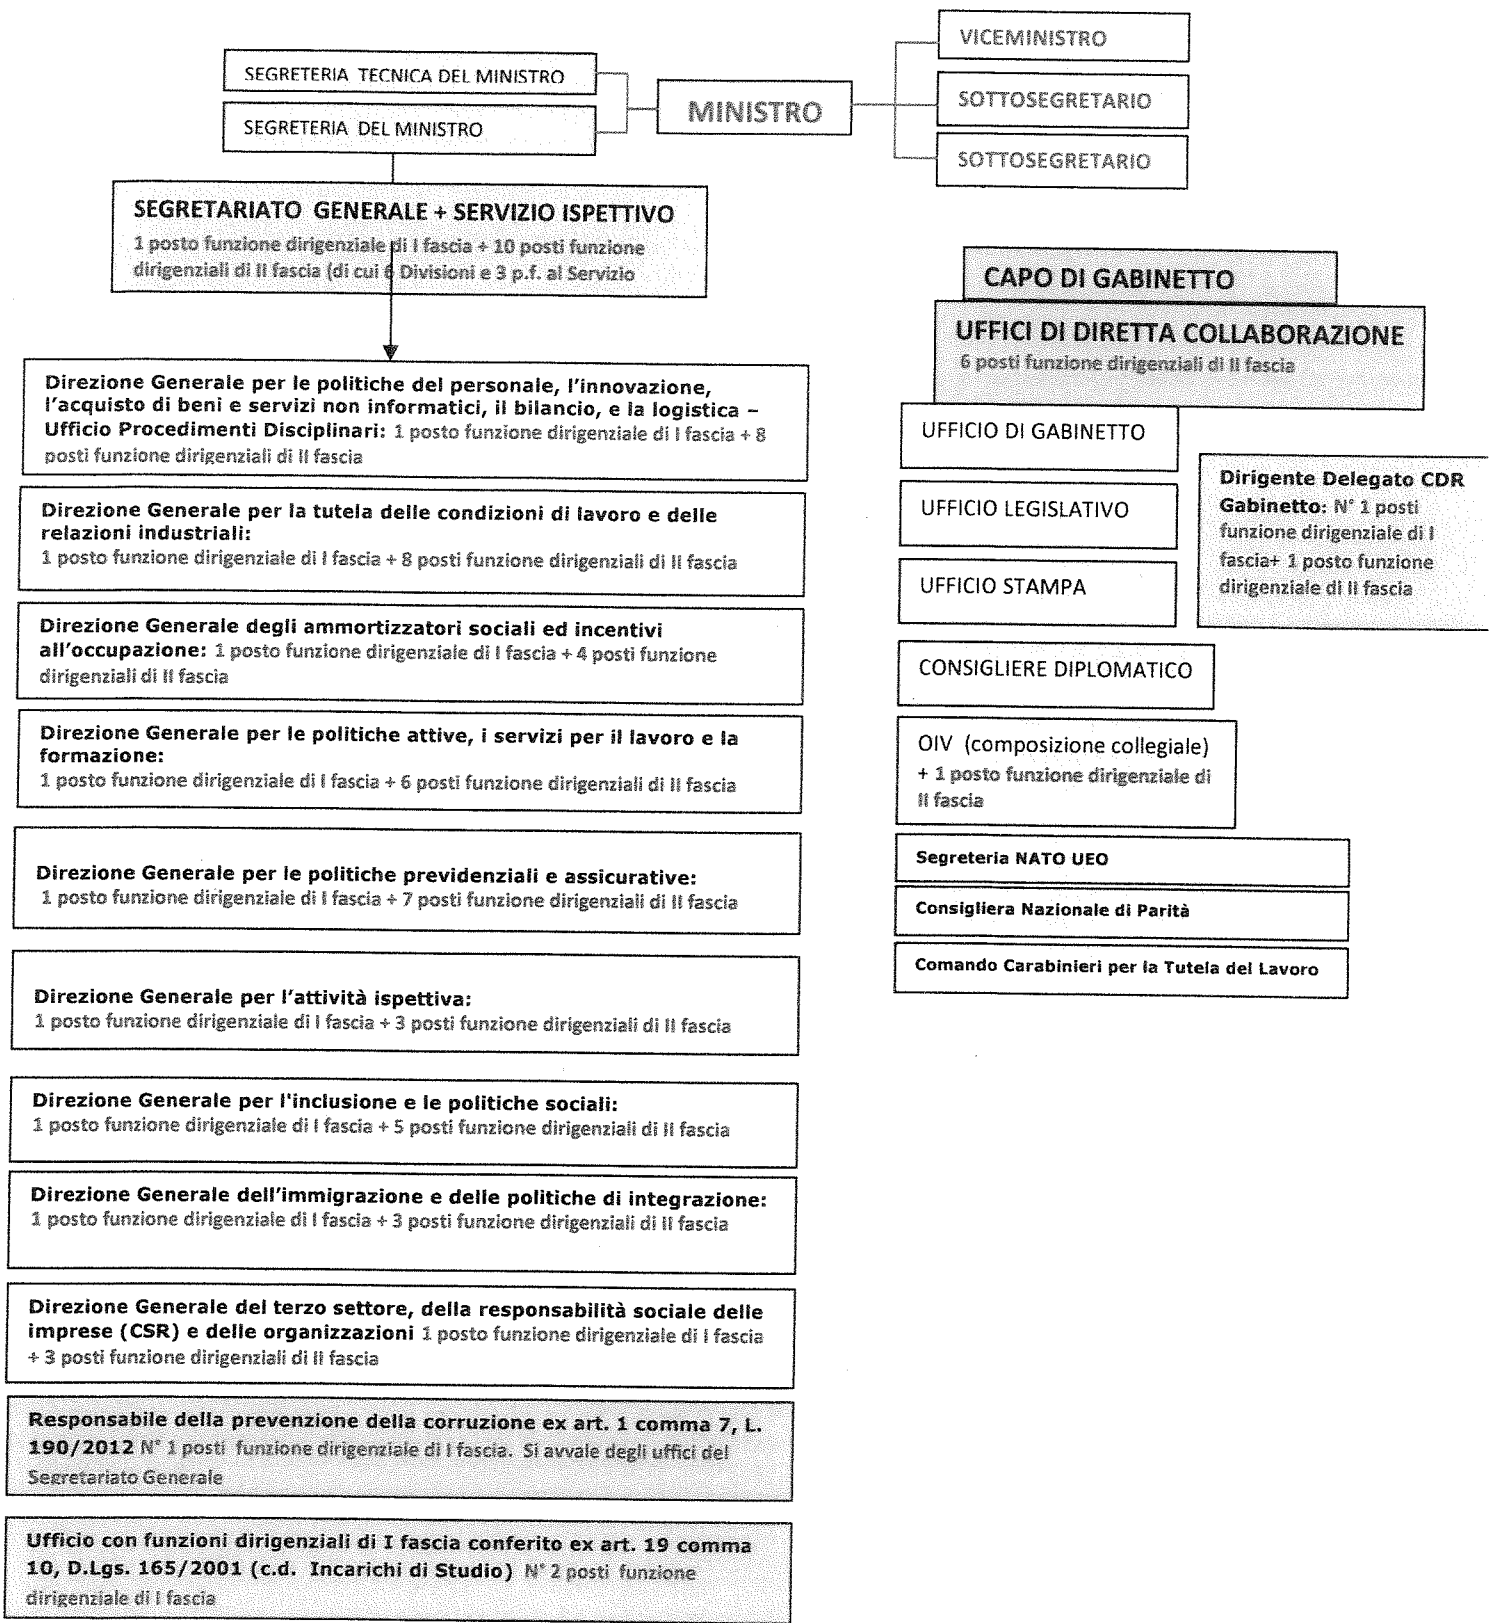 SEGRETERIA TECNICA DEL MINISTRO
SEGRETERIA DEL MINISTRO
MINISTRO
VICEMINISTRO
SOTTOSEGRETARIO
SOTTOSEGRETARIO
SEGRETARIATO GENERALE + SERVIZIO ISPETTIVO
1 posto funzione dirigenziale di I fascia + 10 posti funzione
dirigenziali di II fascia (di cui 6 Divisioni e 3 p.f. al Servizio
Direzione Generale per le politiche del personale, l'innovazione,
l'acquisto di beni e servizi non informatici, il bilancio, e la logistica –
Ufficio Procedimenti Disciplinari: 1 posto funzione dirigenziale di I fascia + 8
posti funzione dirigenziali di II fascia
Direzione Generale per la tutela delle condizioni di lavoro e delle
relazioni industriali:
1 posto funzione dirigenziale di I fascia + 8 posti funzione dirigenziali di II fascia
Direzione Generale degli ammortizzatori sociali ed incentivi
all'occupazione: 1 posto funzione dirigenziale di I fascia + 4 posti funzione
dirigenziali di II fascia
Direzione Generale per le politiche attive, i servizi per il lavoro e la
formazione:
1 posto funzione dirigenziale di I fascia + 6 posti funzione dirigenziali di II fascia
Direzione Generale per le politiche previdenziali e assicurative:
1 posto funzione dirigenziale di I fascia + 7 posti funzione dirigenziali di II fascia
Direzione Generale per l'attività ispettiva:
1 posto funzione dirigenziale di I fascia + 3 posti funzione dirigenziali di II fascia
Direzione Generale per l'inclusione e le politiche sociali:
1 posto funzione dirigenziale di I fascia + 5 posti funzione dirigenziali di II fascia
Direzione Generale dell'immigrazione e delle politiche di integrazione:
1 posto funzione dirigenziale di I fascia + 3 posti funzione dirigenziali di II fascia
Direzione Generale del terzo settore, della responsabilità sociale delle
imprese (CSR) e delle organizzazioni 1 posto funzione dirigenziale di I fascia
+ 3 posti funzione dirigenziali di II fascia
Responsabile della prevenzione della corruzione ex art. 1 comma 7, L.
190/2012 N° 1 posti funzione dirigenziale di I fascia. Si avvale degli uffici del
Segretariato Generale
Ufficio con funzioni dirigenziali di I fascia conferito ex art. 19 comma
10, D.Lgs. 165/2001 (c.d. Incarichi di Studio) N° 2 posti funzione
dirigenziale di I fascia
CAPO DI GABINETTO
UFFICI DI DIRETTA COLLABORAZIONE
6 posti funzione dirigenziali di II fascia
UFFICIO DI GABINETTO
UFFICIO LEGISLATIVO
UFFICIO STAMPA
Dirigente Delegato CDR
Gabinetto: N° 1 posti
funzione dirigenziale di I
fascia+ 1 posto funzione
dirigenziale di II fascia
CONSIGLIERE DIPLOMATICO
OIV (composizione collegiale)
+ 1 posto funzione dirigenziale di
II fascia
Segreteria NATO UEO
Consigliera Nazionale di Parità
Comando Carabinieri per la Tutela del Lavoro